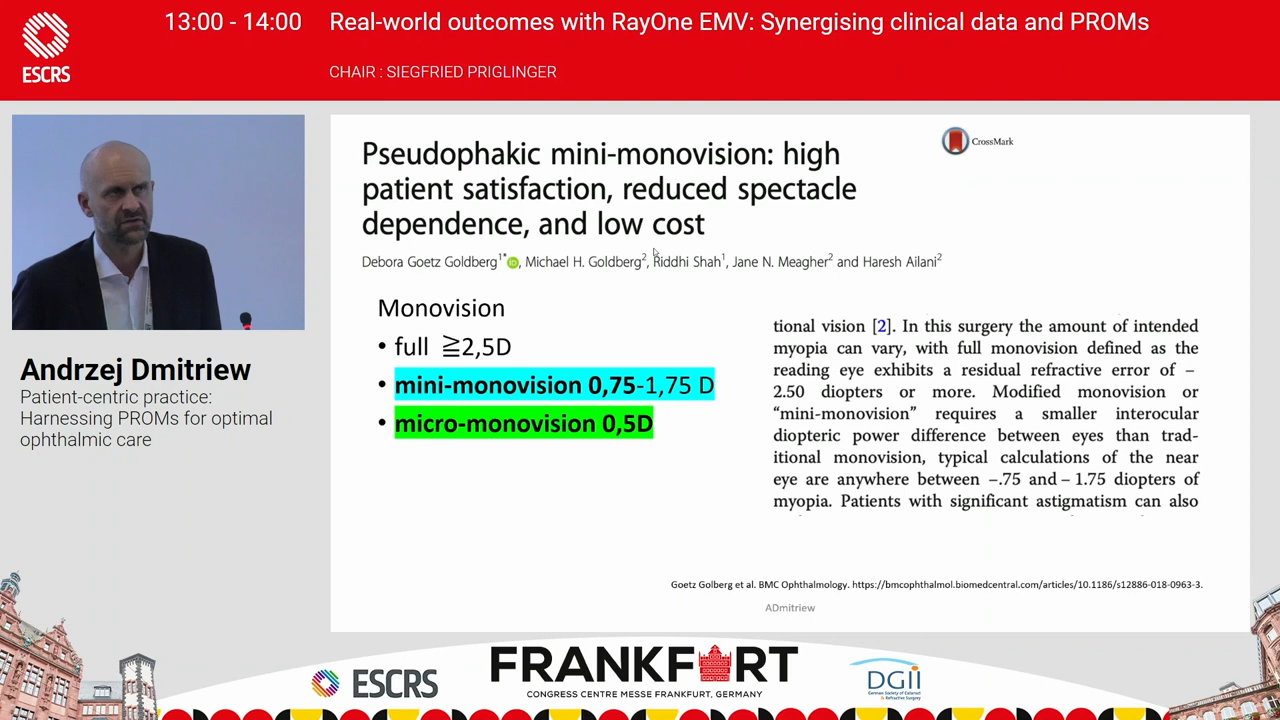 13:00 - 14:00 Real-world outcomes with RayOne EMV: Synergising clinical data and PROMs
ESCRS
CHAIR : SIEGFRIED PRIGLINGER
CrossMark
Pseudophakic mini-monovision: high
patient satisfaction, reduced spectacle
dependence, and low cost
Debora Goetz Goldberg1*, Michael H. Goldberg2, Riddhi Shah1, Jane N. Meagher2 and Haresh Ailani2
Monovision
• full ≧2,5D
• mini-monovision 0,75-1,75 D
• micro-monovision 0,5D
tional vision [2]. In this surgery the amount of intended
myopia can vary, with full monovision defined as the
reading eye exhibits a residual refractive error of –
2.50 diopters or more. Modified monovision or
“mini-monovision” requires a smaller interocular
diopteric power difference between eyes than trad-
itional monovision, typical calculations of the near
eye are anywhere between –.75 and – 1.75 diopters of
myopia. Patients with significant astigmatism can also
Goetz Golberg et al. BMC Ophthalmology. https://bmcophthalmol.biomedcentral.com/articles/10.1186/s12886-018-0963-3.
ADmitriew
Andrzej Dmitriew
Patient-centric practice:
Harnessing PROMs for optimal
ophthalmic care
ESCRS
FRANKFURT
CONGRESS CENTRE MESSE FRANKFURT, GERMANY
DGII
German Society of Cataract
& Refractive Surgery